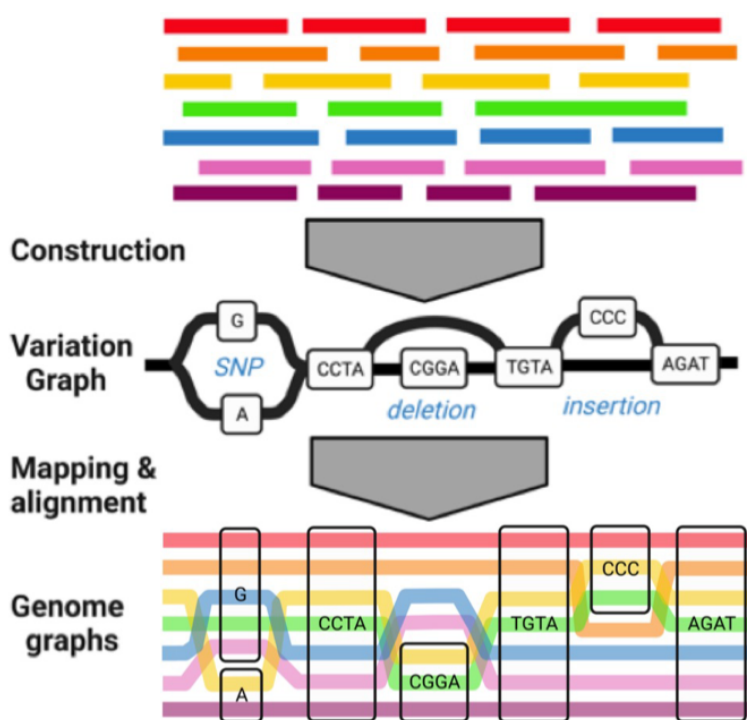 Construction
G
CCC
Variation
Graph
SNP
CCTA
CGGA
TGTA
AGAT
A
deletion
insertion
Mapping &
alignment
CCC
Genome
graphs
G
CCTA
TGTA
AGAT
CGGA
A